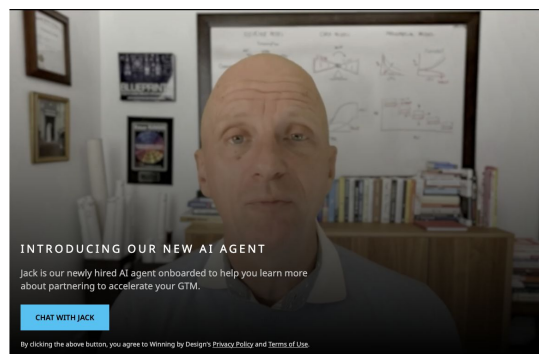 INTRODUCING OUR NEW AI AGENT
Jack is our newly hired AI agent onboarded to help you learn more
about partnering to accelerate your GTM.
CHAT WITH JACK
By clicking the above button, you agree to Winning by Design's Privacy Policy and Terms of Use.